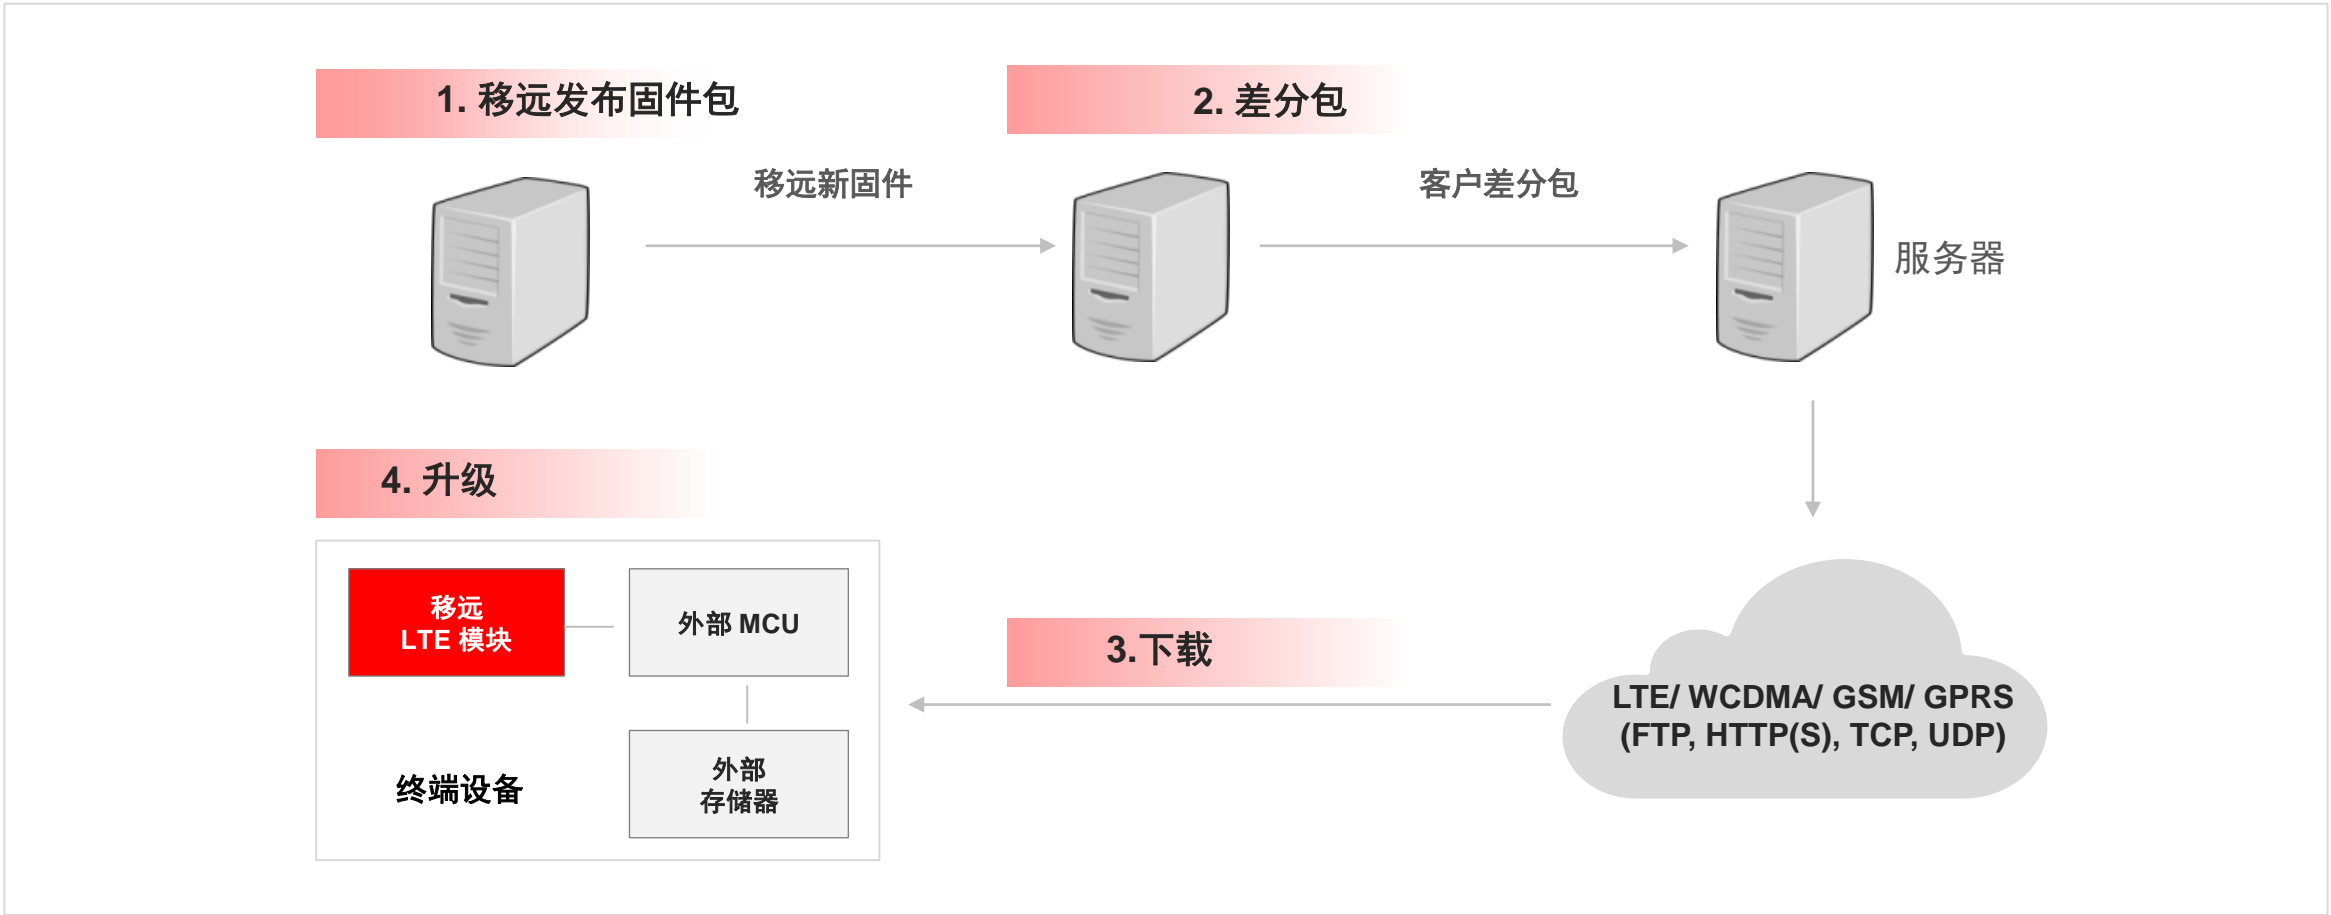 1. 移远发布固件包
2. 差分包
移远新固件
客户差分包
服务器
4. 升级
移远
LTE 模块
外部 MCU
外部
存储器
终端设备
3.下载
LTE/ WCDMA/ GSM/ GPRS
(FTP, HTTP(S), TCP, UDP)